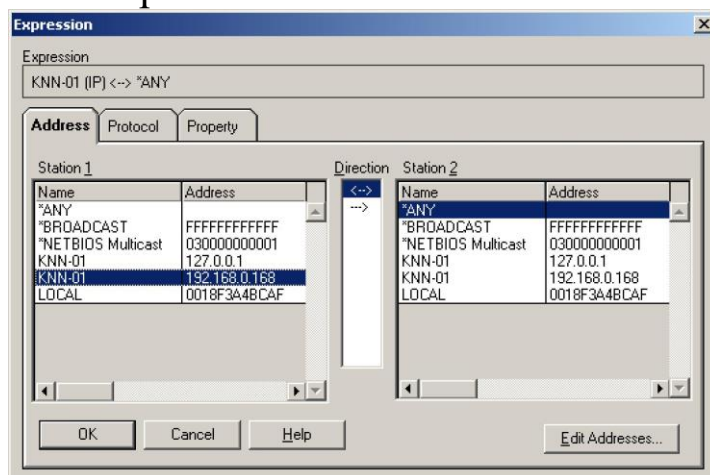 Expression
Expression
KNN-01 (IP) <--> *ANY
Address Protocol Property
Station 1 Direction Station 2
Name Address <--> Name Address
*ANY ---> *ANY
*BROADCAST FFFFFFFFFFFF *BROADCAST FFFFFFFFFFFF
*NETBIOS Multicast 030000000001 *NETBIOS Multicast 030000000001
KNN-01 127.0.0.1 KNN-01 127.0.0.1
KNN-01 192.168.0.168 KNN-01 192.168.0.168
LOCAL 0018F3A4BCAF LOCAL 0018F3A4BCAF
OK Cancel Help Edit Addresses...